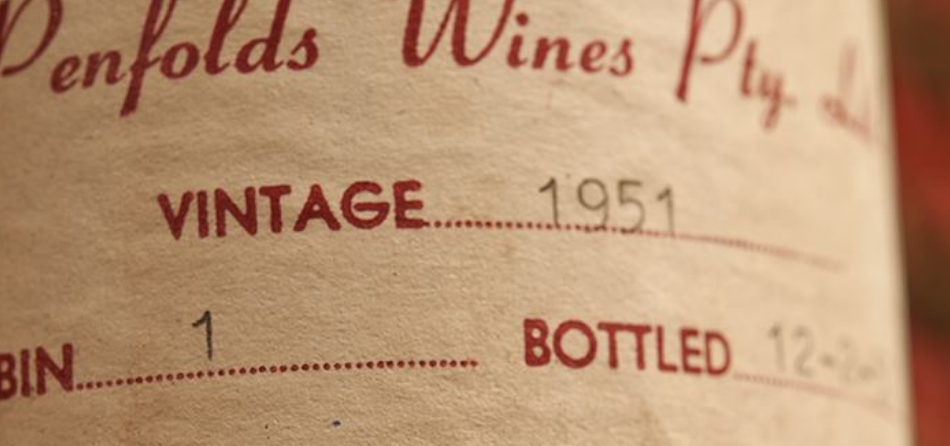 Penfolds Wines Pty.
VINTAGE 1951
BIN 1 BOTTLED